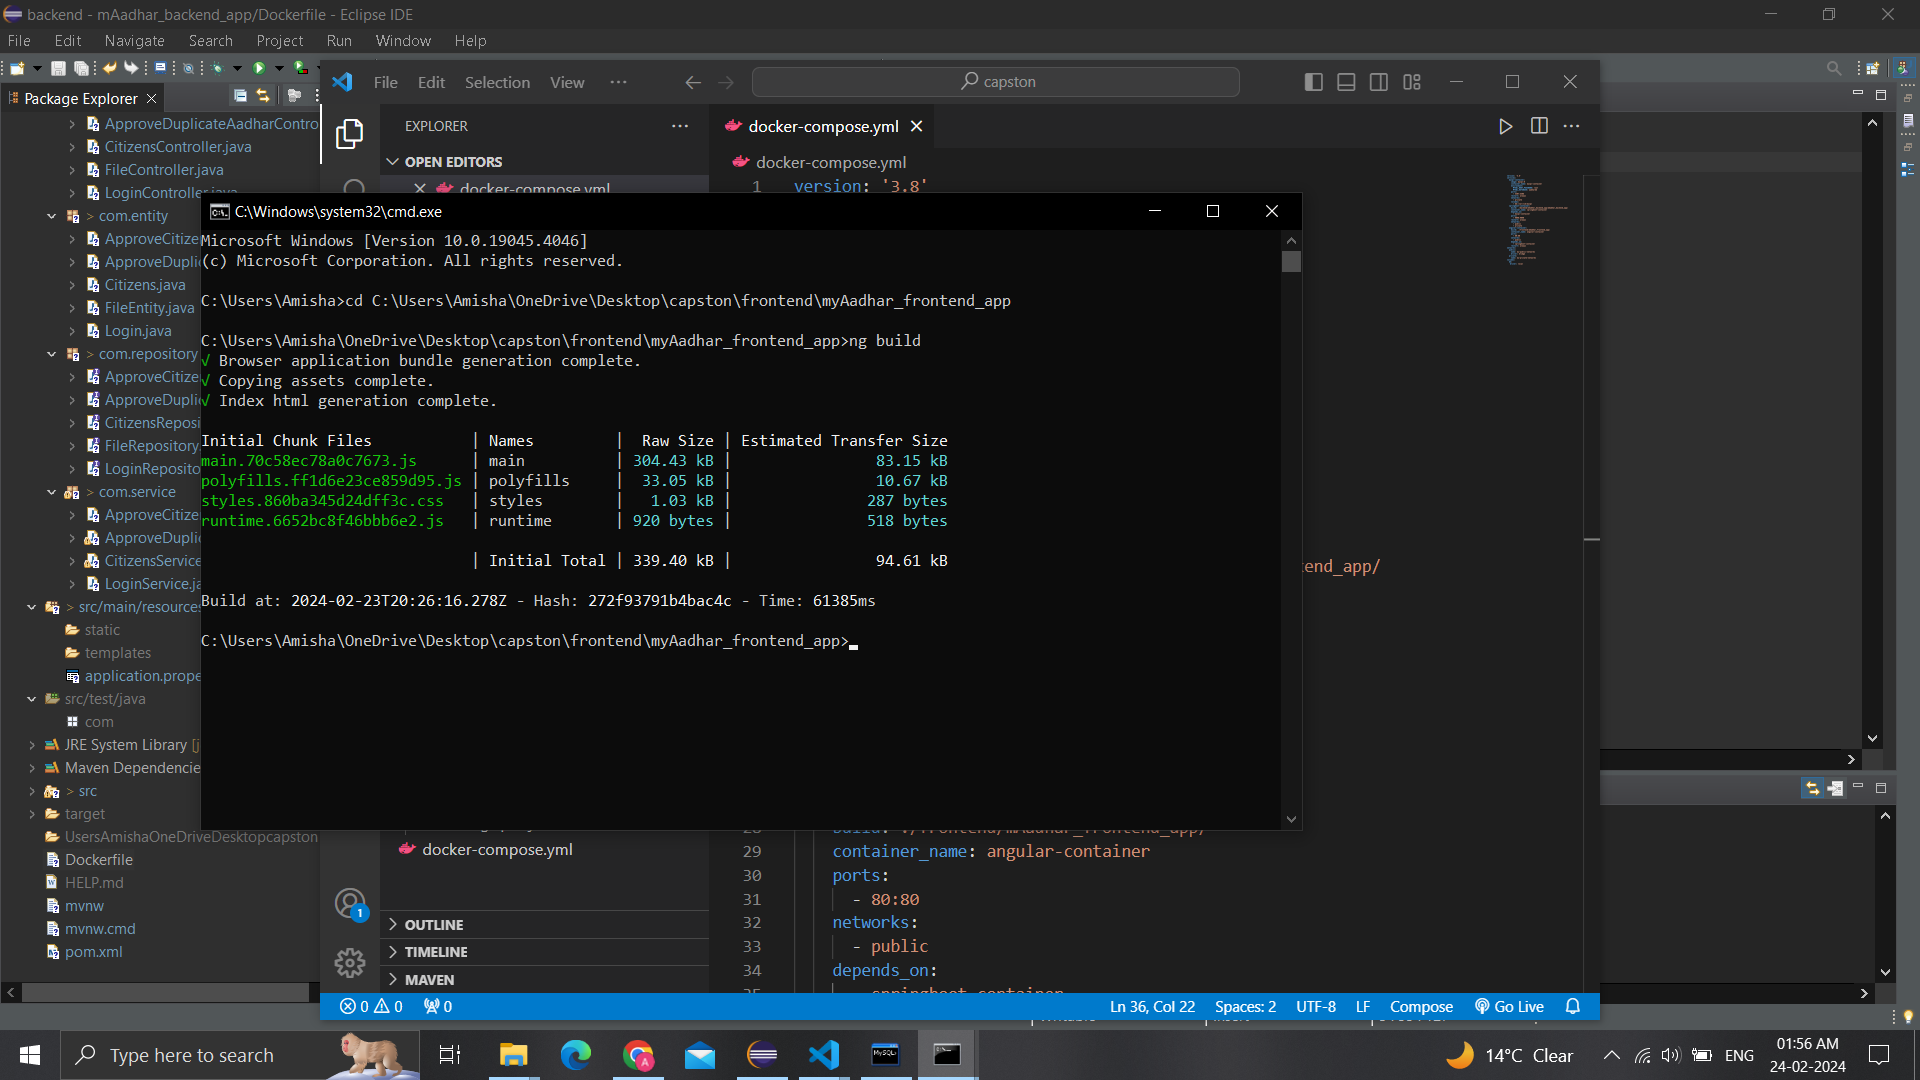 backend - mAadhar_backend_app/Dockerfile - Eclipse IDE
File Edit Navigate Search Project Run Window Help
Package Explorer
ApproveDuplicateAadharContro
CitizensController.java
FileController.java
LoginController.java
com.entity
ApproveCitize
ApproveDupli
Citizens.java
FileEntity.java
Login.java
com.repository
ApproveCitize
ApproveDupli
CitizensReposi
FileRepository.
LoginReposito
com.service
ApproveCitize
ApproveDupli
CitizensService
LoginService.ja
src/main/resources
static
templates
application.prope
src/test/java
com
JRE System Library [j
Maven Dependencie
src
target
UsersAmishaOneDriveDesktopcapston
Dockerfile
HELP.md
mvnw
mvnw.cmd
pom.xml
File Edit Selection View ···
capston
EXPLORER
OPEN EDITORS
docker-compose.yml
docker-compose.yml
docker-compose.yml
1 version: '3.8'
C:\Windows\system32\cmd.exe
Microsoft Windows [Version 10.0.19045.4046]
(c) Microsoft Corporation. All rights reserved.
C:\Users\Amisha>cd C:\Users\Amisha\OneDrive\Desktop\capston\frontend\myAadhar_frontend_app
C:\Users\Amisha\OneDrive\Desktop\capston\frontend\myAadhar_frontend_app>ng build
√ Browser application bundle generation complete.
√ Copying assets complete.
√ Index html generation complete.
Initial Chunk Files | Names | Raw Size | Estimated Transfer Size
main.70c58ec78a0c7673.js | main | 304.43 kB | 83.15 kB
polyfills.ff1d6e23ce859d95.js | polyfills | 33.05 kB | 10.67 kB
styles.860ba345d24dff3c.css | styles | 1.03 kB | 287 bytes
runtime.6652bc8f46bbb6e2.js | runtime | 920 bytes | 518 bytes
| Initial Total | 339.40 kB | 94.61 kB
Build at: 2024-02-23T20:26:16.278Z - Hash: 272f93791b4bac4c - Time: 61385ms
C:\Users\Amisha\OneDrive\Desktop\capston\frontend\myAadhar_frontend_app>
end_app/
docker-compose.yml
28 build: ./frontend/mAadhar_frontend_app/
29 container_name: angular-container
30 ports:
31 - 80:80
32 networks:
33 - public
34 depends_on:
35 springboot-container
OUTLINE
TIMELINE
MAVEN
1
0 0 0
Ln 36, Col 22 Spaces: 2 UTF-8 LF Compose Go Live
Type here to search
14°C Clear
ENG
01:56 AM
24-02-2024